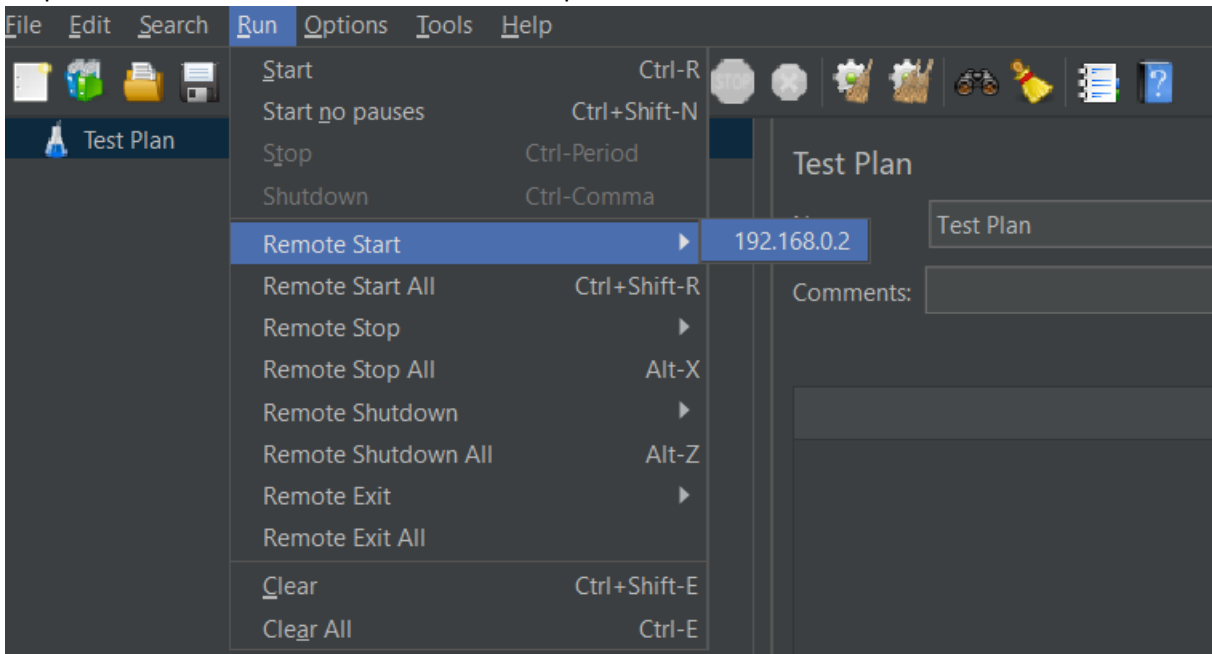 File Edit Search Run Options Tools Help
Start Ctrl-R
Start no pauses Ctrl+Shift-N
Stop Ctrl-Period
Shutdown Ctrl-Comma
Remote Start 192.168.0.2
Remote Start All Ctrl+Shift-R
Remote Stop
Remote Stop All Alt-X
Remote Shutdown
Remote Shutdown All Alt-Z
Remote Exit
Remote Exit All
Clear Ctrl+Shift-E
Clear All Ctrl-E
STOP
Test Plan
Test Plan
Test Plan
Comments: